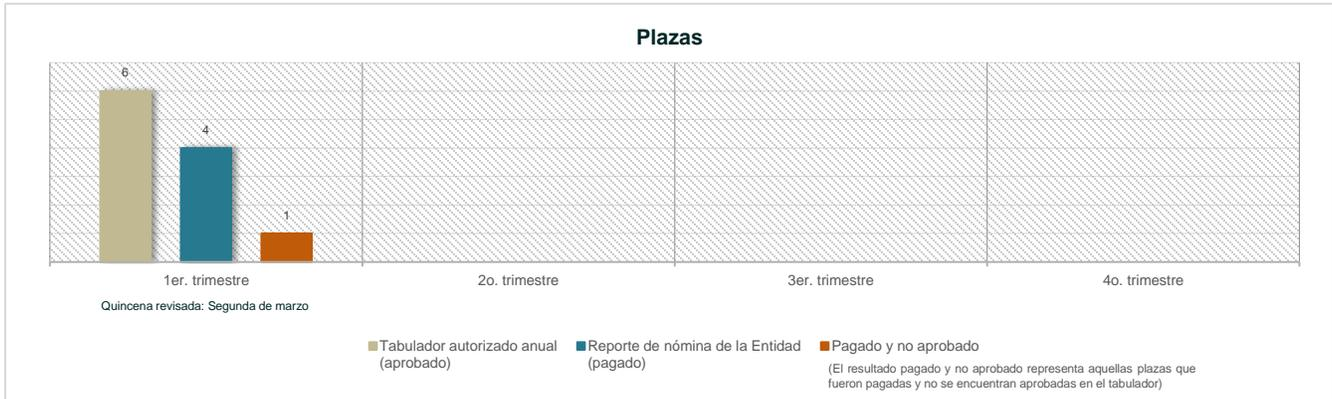 Plazas
6
4
1
1er. trimestre
2o. trimestre
3er. trimestre
4o. trimestre
Quincena revisada: Segunda de marzo
Tabulador autorizado anual
(aprobado)
Reporte de nómina de la Entidad
(pagado)
Pagado y no aprobado
(El resultado pagado y no aprobado representa aquellas plazas que
fueron pagadas y no se encuentran aprobadas en el tabulador)